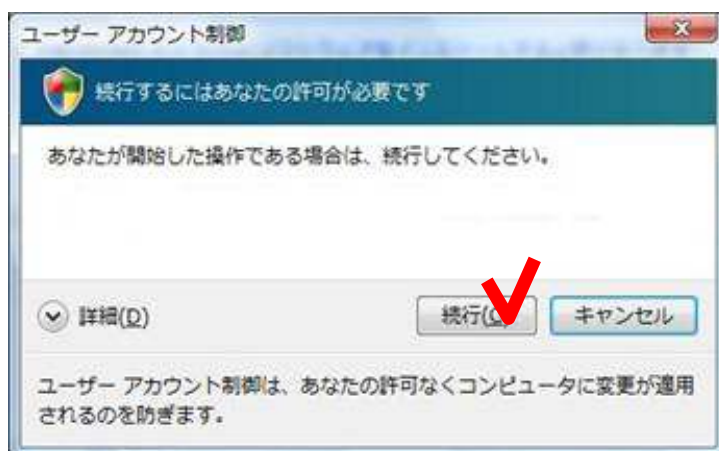 ユーザー アカウント制御
続行するにはあなたの許可が必要です
あなたが開始した操作である場合は、続行してください。
詳細(D)
続行(C)
キャンセル
ユーザー アカウント制御は、あなたの許可なくコンピュータに変更が適用
されるのを防ぎます。